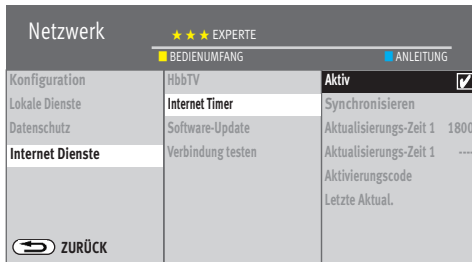 Netzwerk
★ ★ ★ EXPERTE
BEDIENUMFANG
ANLEITUNG
Konfiguration
Lokale Dienste
Datenschutz
Internet Dienste
HbbTV
Internet Timer
Software-Update
Verbindung testen
Aktiv
Synchronisieren
Aktualisierungs-Zeit 1 1800
Aktualisierungs-Zeit 1 ----
Aktivierungscode
Letzte Aktual.
ZURÜCK